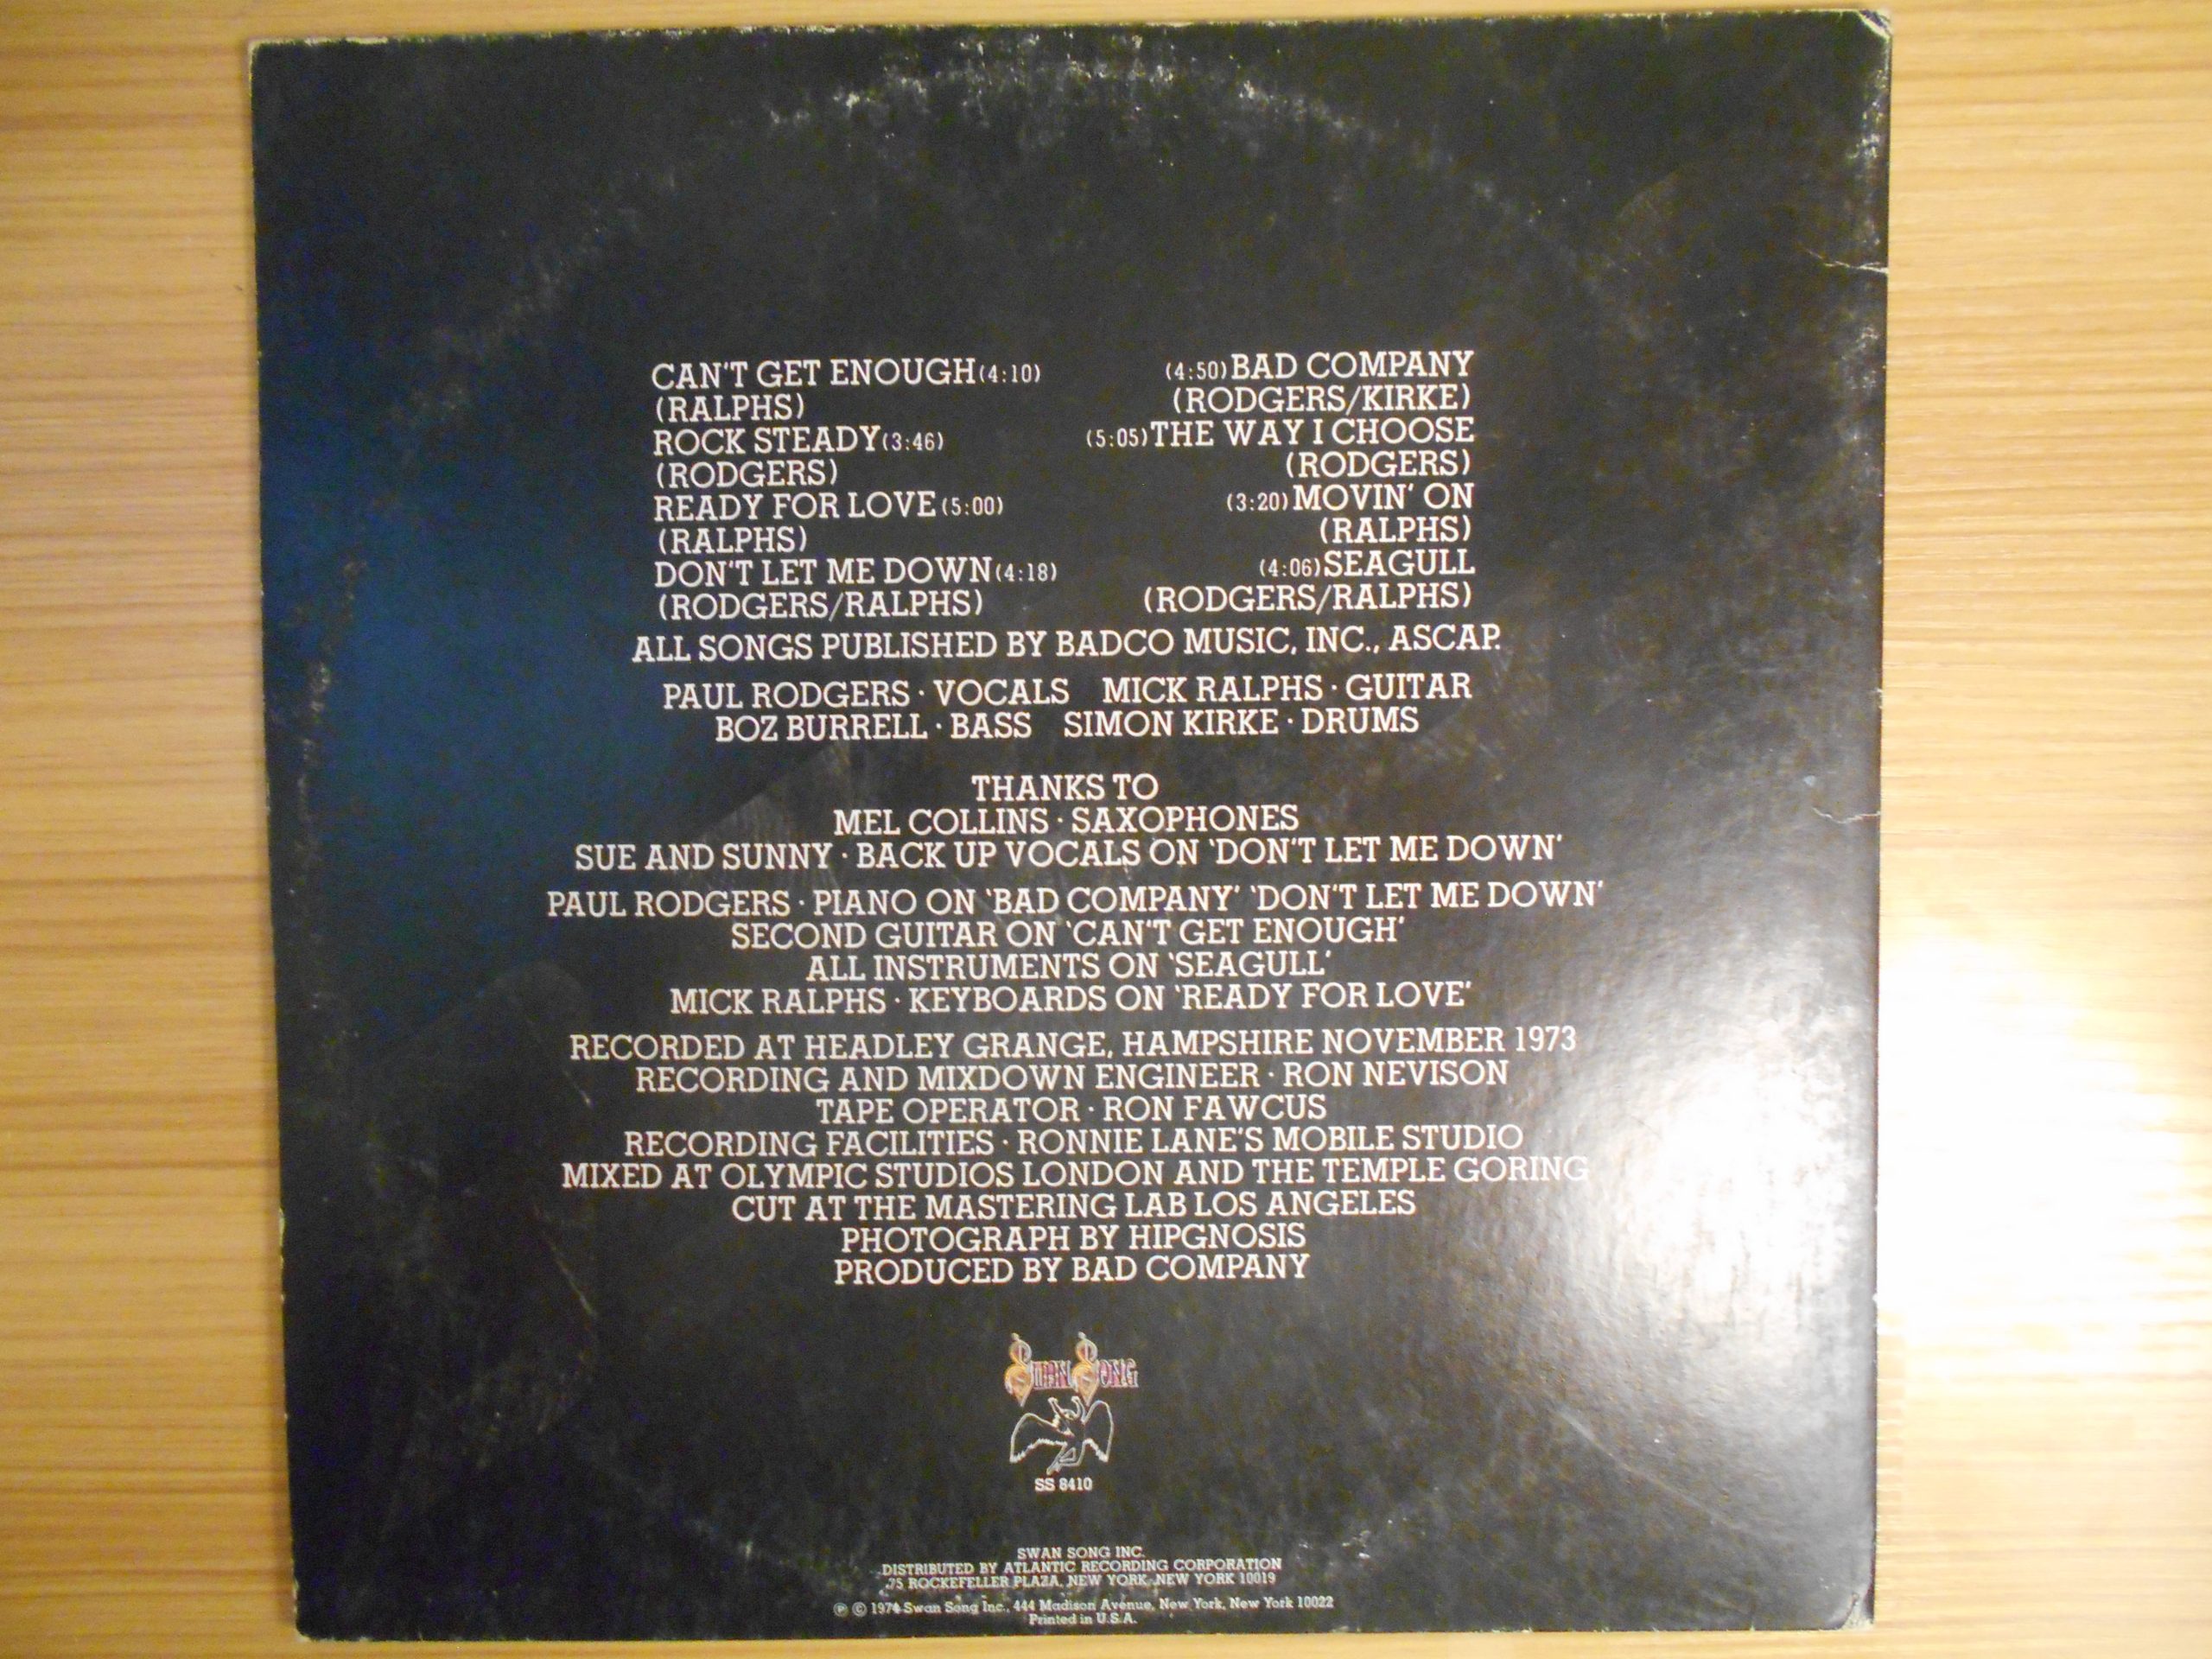 CAN'T GET ENOUGH(4:10)
(RALPHS)
ROCK STEADY(3:46)
(RODGERS)
READY FOR LOVE(5:00)
(RALPHS)
DON'T LET ME DOWN(4:18)
(RODGERS/RALPHS)
(4:50)BAD COMPANY
(RODGERS/KIRKE)
(5:05)THE WAY I CHOOSE
(RODGERS)
(3:20)MOVIN' ON
(RALPHS)
(4:06)SEAGULL
(RODGERS/RALPHS)
ALL SONGS PUBLISHED BY BADCO MUSIC, INC., ASCAP.
PAUL RODGERS · VOCALS MICK RALPHS · GUITAR
BOZ BURRELL · BASS SIMON KIRKE · DRUMS
THANKS TO
MEL COLLINS · SAXOPHONES
SUE AND SUNNY · BACK UP VOCALS ON 'DON'T LET ME DOWN'
PAUL RODGERS · PIANO ON 'BAD COMPANY' 'DON'T LET ME DOWN'
SECOND GUITAR ON 'CAN'T GET ENOUGH'
ALL INSTRUMENTS ON 'SEAGULL'
MICK RALPHS · KEYBOARDS ON 'READY FOR LOVE'
RECORDED AT HEADLEY GRANGE, HAMPSHIRE NOVEMBER 1973
RECORDING AND MIXDOWN ENGINEER · RON NEVISON
TAPE OPERATOR · RON FAWCUS
RECORDING FACILITIES · RONNIE LANE'S MOBILE STUDIO
MIXED AT OLYMPIC STUDIOS LONDON AND THE TEMPLE GORING
CUT AT THE MASTERING LAB LOS ANGELES
PHOTOGRAPH BY HIPGNOSIS
PRODUCED BY BAD COMPANY
SWAN SONG
SS 8410
SWAN SONG INC.
DISTRIBUTED BY ATLANTIC RECORDING CORPORATION
75 ROCKEFELLER PLAZA, NEW YORK, NEW YORK 10019
℗ © 1974 Swan Song Inc., 444 Madison Avenue, New York, New York 10022
Printed in U.S.A.